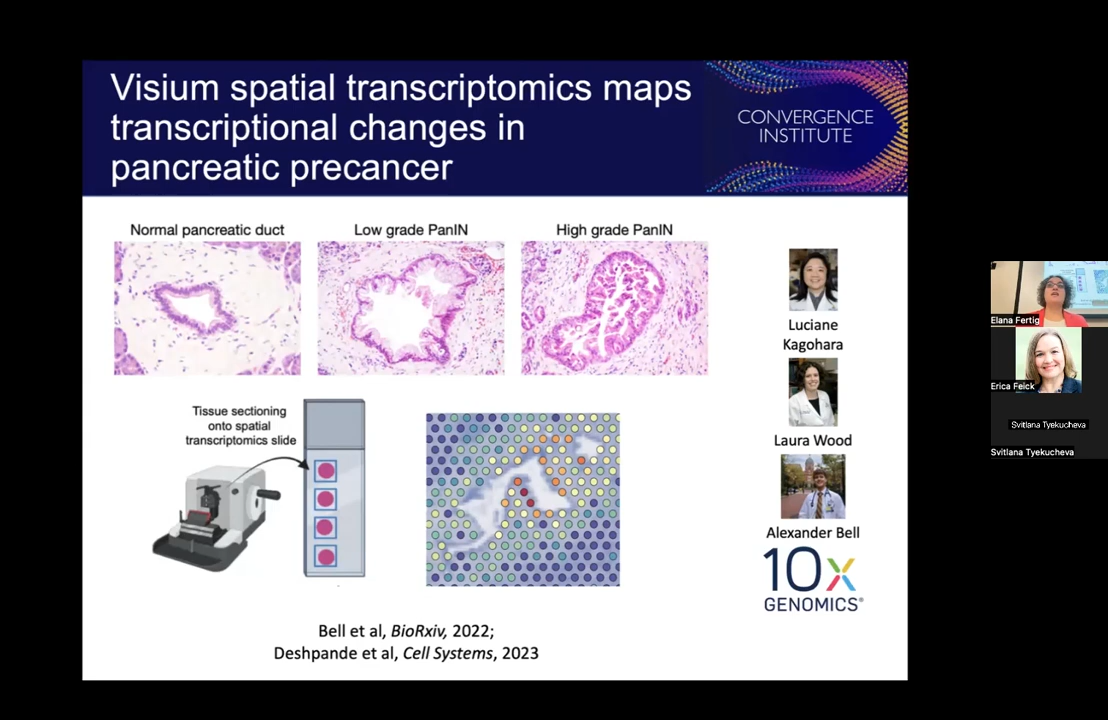 Visium spatial transcriptomics maps
transcriptional changes in
pancreatic precancer
CONVERGENCE
INSTITUTE
Normal pancreatic duct
Low grade PanIN
High grade PanIN
Tissue sectioning
onto spatial
transcriptomics slide
Luciane
Kagohara
Laura Wood
Alexander Bell
10x
GENOMICS®
Bell et al, BioRxiv, 2022;
Deshpande et al, Cell Systems, 2023
Elana Fertig
Erica Feick
Svitlana Tyekucheva
Svitlana Tyekucheva